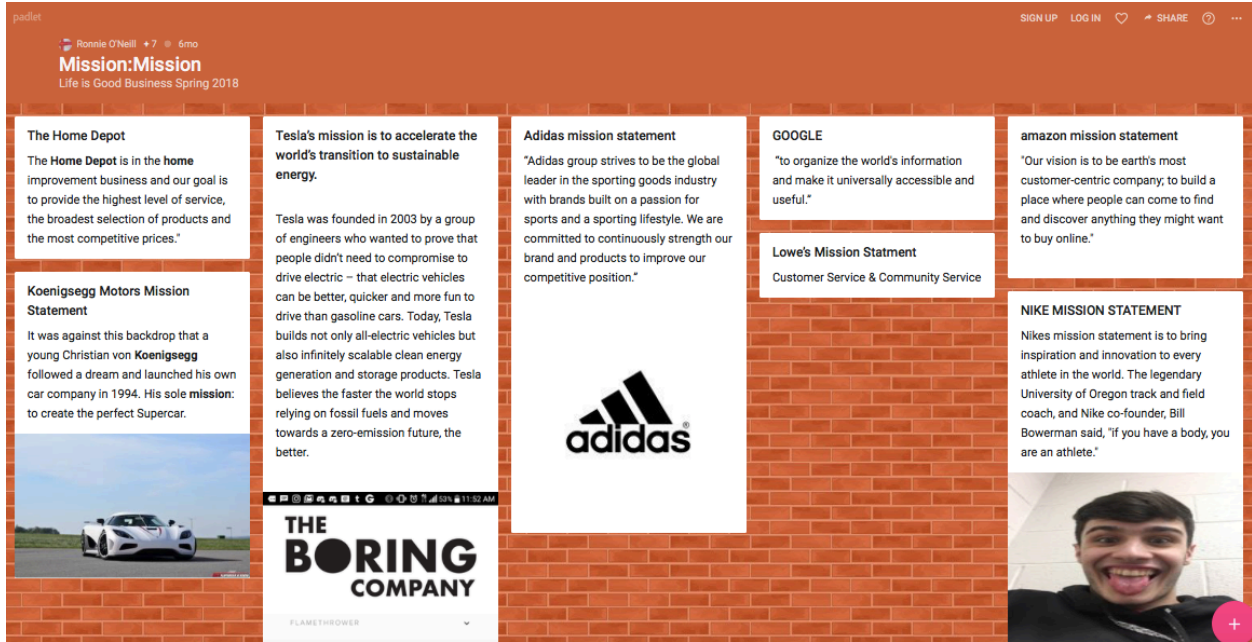 padlet
SIGN UP LOG IN SHARE
Ronnie O'Neill +7 6mo
Mission:Mission
Life is Good Business Spring 2018
The Home Depot
The Home Depot is in the home
improvement business and our goal is
to provide the highest level of service,
the broadest selection of products and
the most competitive prices."
Koenigsegg Motors Mission
Statement
It was against this backdrop that a
young Christian von Koenigsegg
followed a dream and launched his own
car company in 1994. His sole mission:
to create the perfect Supercar.
Tesla's mission is to accelerate the
world's transition to sustainable
energy.
Tesla was founded in 2003 by a group
of engineers who wanted to prove that
people didn't need to compromise to
drive electric – that electric vehicles
can be better, quicker and more fun to
drive than gasoline cars. Today, Tesla
builds not only all-electric vehicles but
also infinitely scalable clean energy
generation and storage products. Tesla
believes the faster the world stops
relying on fossil fuels and moves
towards a zero-emission future, the
better.
53% 11:52 AM
THE
BORING
COMPANY
FLAMETHROWER
Adidas mission statement
"Adidas group strives to be the global
leader in the sporting goods industry
with brands built on a passion for
sports and a sporting lifestyle. We are
committed to continuously strength our
brand and products to improve our
competitive position."
adidas®
GOOGLE
"to organize the world's information
and make it universally accessible and
useful."
Lowe's Mission Statment
Customer Service & Community Service
amazon mission statement
"Our vision is to be earth's most
customer-centric company; to build a
place where people can come to find
and discover anything they might want
to buy online."
NIKE MISSION STATEMENT
Nikes mission statement is to bring
inspiration and innovation to every
athlete in the world. The legendary
University of Oregon track and field
coach, and Nike co-founder, Bill
Bowerman said, "if you have a body, you
are an athlete."